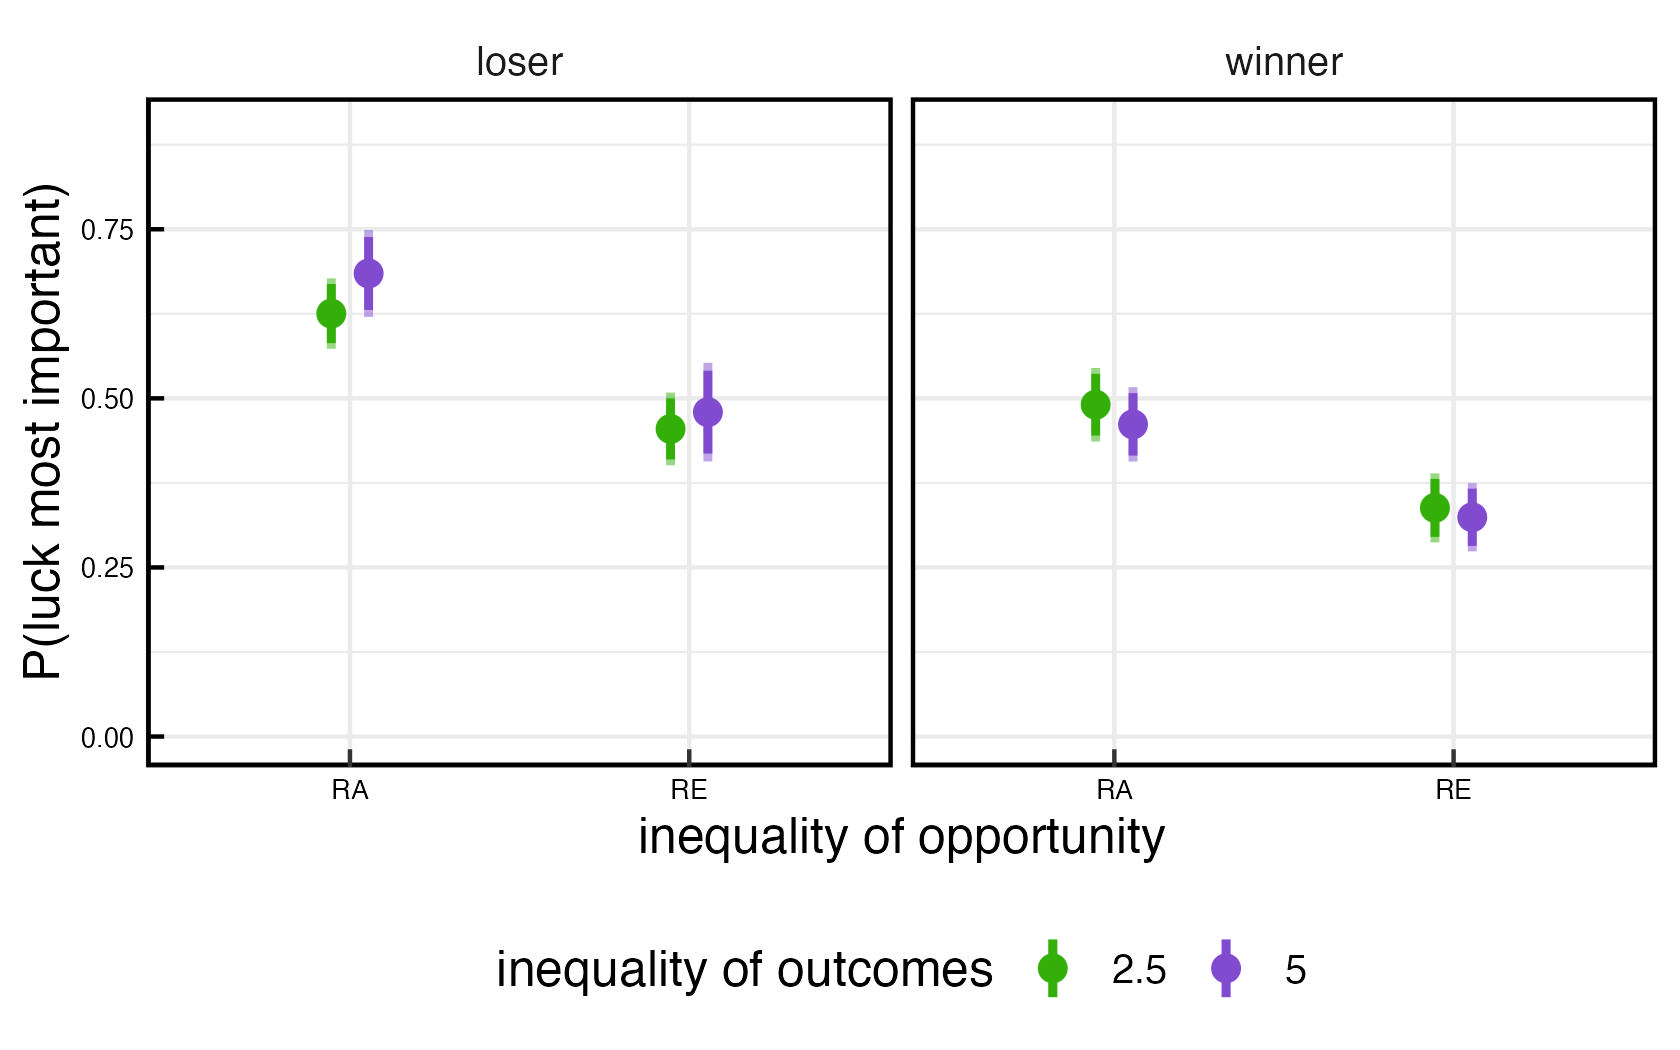 loser
winner
P(luck most important)
0.75
0.50
0.25
0.00
RA
RE
RA
RE
inequality of opportunity
inequality of outcomes 2.5 5